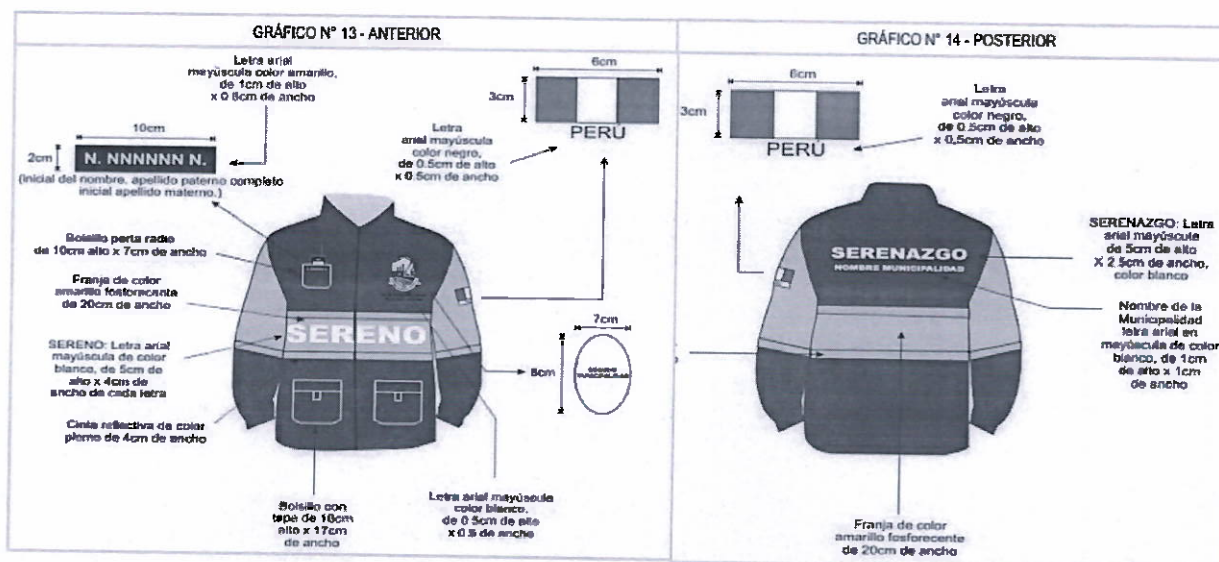 GRÁFICO N° 13 - ANTERIOR
Letra arial
mayúscula color amarillo,
de 1cm de alto
x 0.8cm de ancho
10cm
2cm
N. NNNNNN N.
(inicial del nombre, apellido paterno completo
inicial apellido materno.)
6cm
3cm
PERÚ
Letra
arial mayúscula
color negro,
de 0.5cm de alto
x 0.5cm de ancho
Bolsillo porta radio
de 10cm alto x 7cm de ancho
Franja de color
amarillo fosforecente
de 20cm de ancho
SERENO: Letra arial
mayúscula de color
blanco, de 5cm de
alto x 4cm de
ancho de cada letra
Cinta reflectiva de color
plomo de 4cm de ancho
SERENO
7cm
8cm
MUNICIPALIDAD
Bolsillo con
tapa de 18cm
alto x 17cm
de ancho
Letra arial mayúscula
color blanco,
de 0.5cm de alto
x 0.5 de ancho
GRÁFICO N° 14 - POSTERIOR
6cm
3cm
PERÚ
Letra
arial mayúscula
color negro,
de 0.5cm de alto
x 0,5cm de ancho
SERENAZGO
NOMBRE MUNICIPALIDAD
SERENAZGO: Letra
arial mayúscula
de 5cm de alto
X 2.5cm de ancho,
color blanco
Nombre de la
Municipalidad
letra arial en
mayúscula de color
blanco, de 1cm
de alto x 1cm
de ancho
Franja de color
amarillo fosforecente
de 20cm de ancho